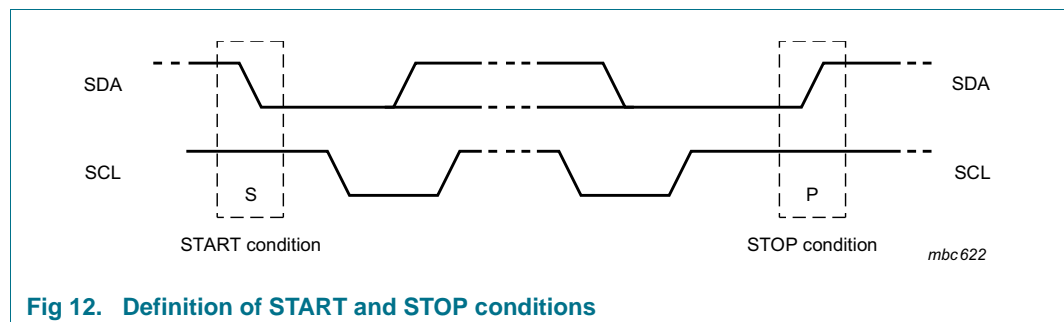 SDA SDA
SCL SCL
S P
START condition STOP condition
mbc622
Fig 12. Definition of START and STOP conditions